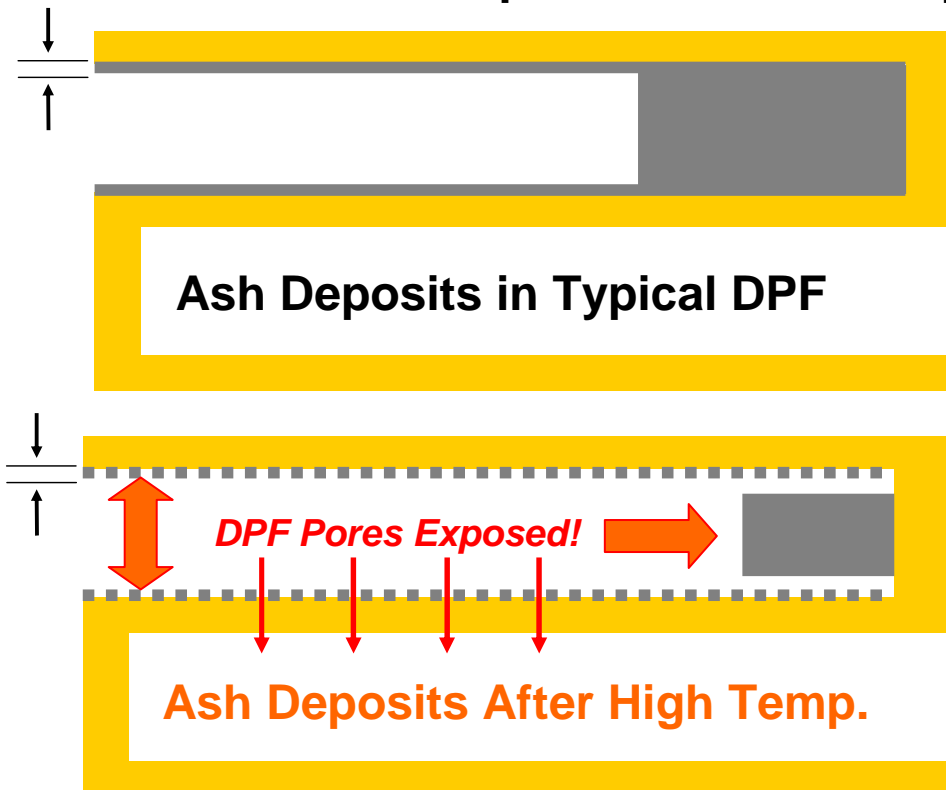 Ash Deposits in Typical DPF
DPF Pores Exposed!
Ash Deposits After High Temp.